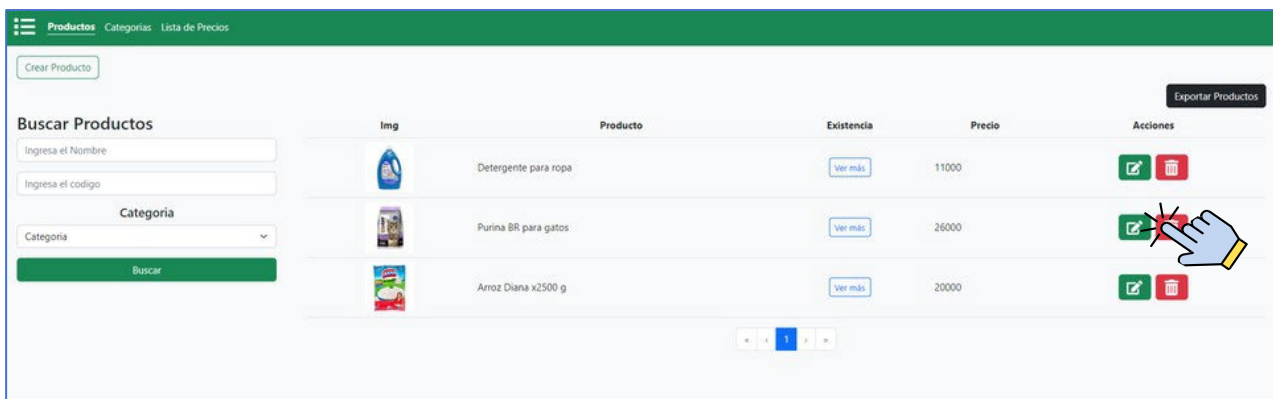 Productos Categorias Lista de Precios
Crear Producto
Exportar Productos
Buscar Productos
Ingresa el Nombre
Ingresa el codigo
Categoria
Categoria
Buscar
Img Producto Existencia Precio Acciones
Detergente para ropa Ver más 11000
Purina BR para gatos Ver más 26000
Arroz Diana x2500 g Ver más 20000
« ‹ 1 › »